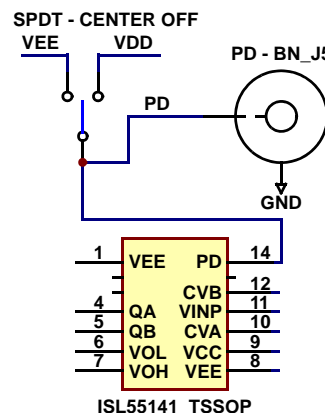 SPDT - CENTER OFF
VEE VDD
PD - BN_J5
PD
GND
1 VEE PD 14
CVB 12
4 QA VINP 11
5 QB CVA 10
6 VOL VCC 9
7 VOH VEE 8
ISL55141 TSSOP